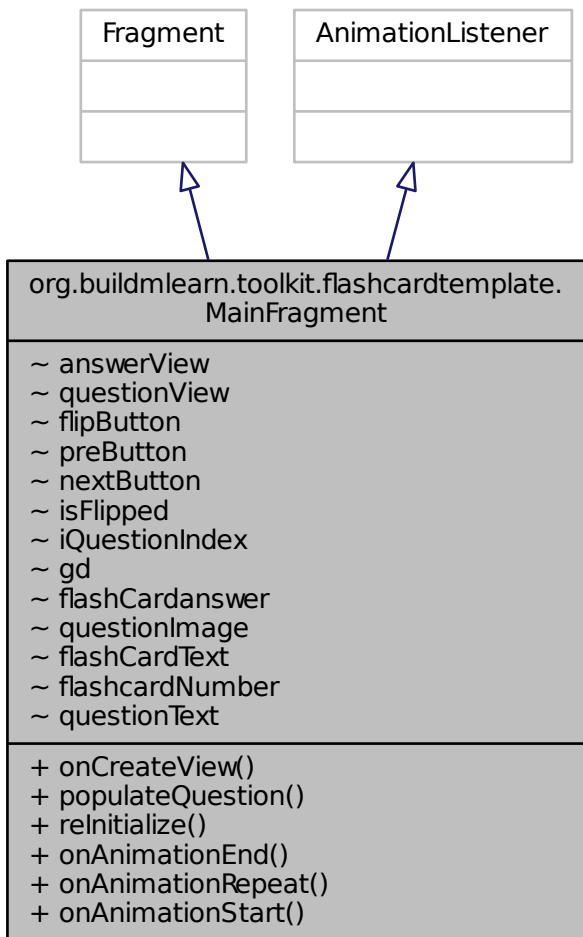 Fragment
AnimationListener
org.buildmlearn.toolkit.flashcardtemplate.
MainFragment
~ answerView
~ questionView
~ flipButton
~ preButton
~ nextButton
~ isFlipped
~ iQuestionIndex
~ gd
~ flashCardanswer
~ questionImage
~ flashCardText
~ flashcardNumber
~ questionText
+ onCreateView()
+ populateQuestion()
+ reInitialize()
+ onAnimationEnd()
+ onAnimationRepeat()
+ onAnimationStart()